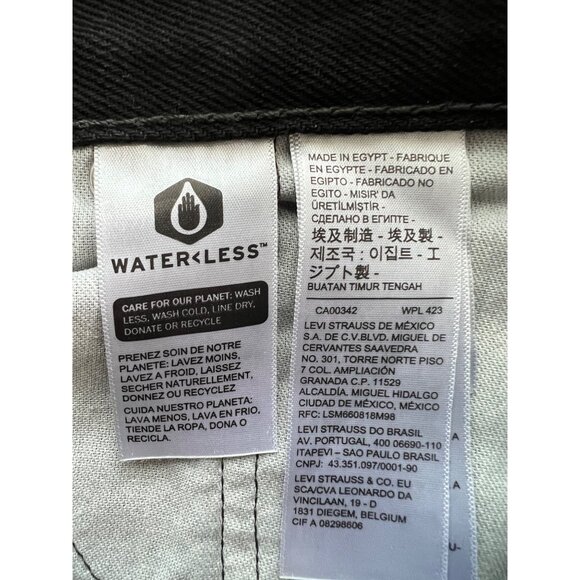 WATER<LESS™
CARE FOR OUR PLANET: WASH
LESS, WASH COLD, LINE DRY,
DONATE OR RECYCLE
PRENEZ SOIN DE NOTRE
PLANETE: LAVEZ MOINS,
LAVEZ A FROID, LAISSEZ
SECHER NATURELLEMENT,
DONNEZ OU RECYCLEZ
CUIDA NUESTRO PLANETA:
LAVA MENOS, LAVA EN FRIO,
TIENDE LA ROPA, DONA O
RECICLA.
MADE IN EGYPT - FABRIQUE
EN EGYPTE - FABRICADO EN
EGIPTO - FABRICADO NO
EGITO - MISIR' DA
ÜRETİLMİŞTİR -
СДЕЛАНО В ЕГИПТЕ -
埃及制造 - 埃及製 -
제조국: 이집트 - エ
ジプト製 -
BUATAN TIMUR TENGAH
CA00342 WPL 423
LEVI STRAUSS DE MÉXICO
S.A. DE C.V.BLVD. MIGUEL DE
CERVANTES SAAVEDRA
NO. 301, TORRE NORTE PISO
7 COL. AMPLIACIÓN
GRANADA C.P. 11529
ALCALDÍA. MIGUEL HIDALGO
CIUDAD DE MÉXICO, MÉXICO
RFC: LSM660818M98
LEVI STRAUSS DO BRASIL
AV. PORTUGAL, 400 06690-110
ITAPEVI - SAO PAULO BRASIL
CNPJ: 43.351.097/0001-90
LEVI STRAUSS & CO. EU
SCA/CVA LEONARDO DA
VINCILAAN, 19 - D
1831 DIEGEM, BELGIUM
CIF A 08298606
A
A
U-